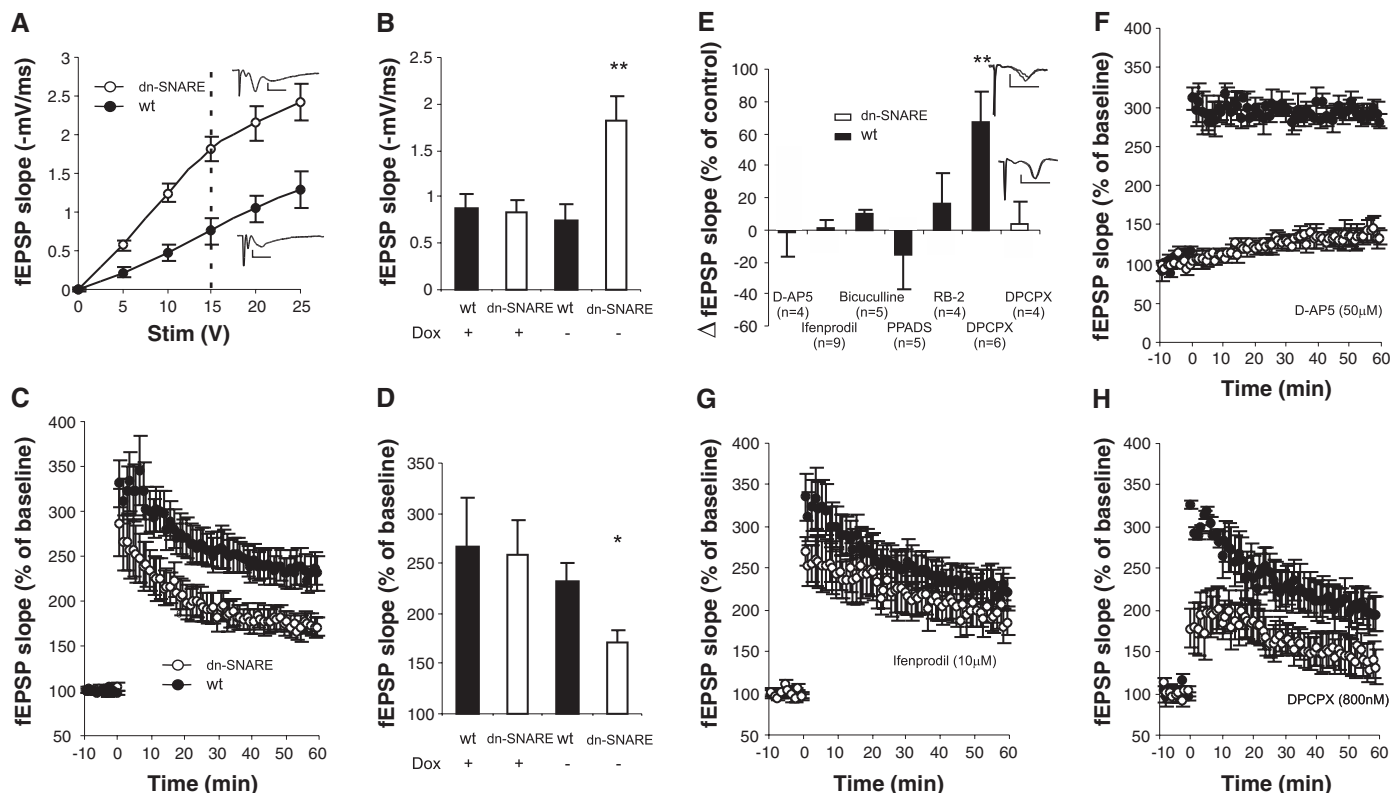 A
fEPSP slope (-mV/ms)
3
2.5
2
1.5
1
0.5
0
dn-SNARE
wt
0 5 10 15 20 25
Stim (V)
B
fEPSP slope (-mV/ms)
2.5
2
1.5
1
0.5
0
**
wt dn-SNARE wt dn-SNARE
Dox + + - -
E
Δ fEPSP slope (% of control)
100
80
60
40
20
0
-20
-40
-60
dn-SNARE
wt
**
D-AP5 (n=4)
Ifenprodil (n=9)
Bicuculline (n=5)
PPADS (n=5)
RB-2 (n=4)
DPCPX (n=6)
DPCPX (n=4)
F
fEPSP slope (% of baseline)
400
350
300
250
200
150
100
50
0
D-AP5 (50μM)
-10 0 10 20 30 40 50 60
Time (min)
C
fEPSP slope (% of baseline)
400
350
300
250
200
150
100
50
dn-SNARE
wt
-10 0 10 20 30 40 50 60
Time (min)
D
fEPSP slope (% of baseline)
350
300
250
200
150
100
*
wt dn-SNARE wt dn-SNARE
Dox + + - -
G
fEPSP slope (% of baseline)
400
350
300
250
200
150
100
50
Ifenprodil (10μM)
-10 0 10 20 30 40 50 60
Time (min)
H
fEPSP slope (% of baseline)
400
350
300
250
200
150
100
50
DPCPX (800nM)
-10 0 10 20 30 40 50 60
Time (min)